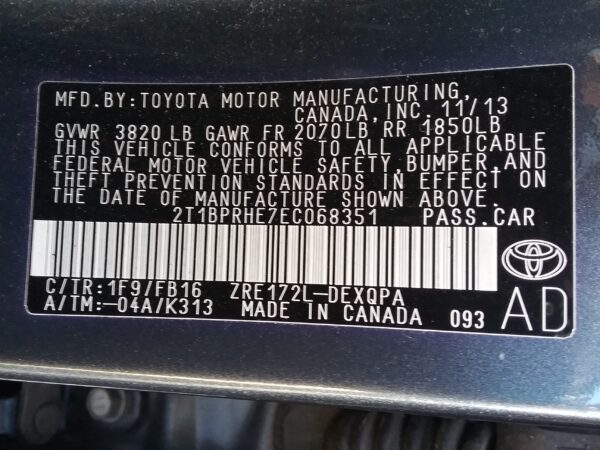 MFD. BY: TOYOTA MOTOR MANUFACTURING,
CANADA, INC. 11/13
GVWR 3820 LB GAWR FR 2070LB, RR 1850LB
THIS VEHICLE CONFORMS TO ALL APPLICABLE
FEDERAL MOTOR VEHICLE SAFETY, BUMPER, AND
THEFT PREVENTION STANDARDS IN EFFECT ON
THE DATE OF MANUFACTURE SHOWN ABOVE.
2T1BPRHE7EC068351 PASS. CAR
C/TR: 1F9/FB16 ZRE172L-DEXQPA
A/TM: -04A/K313 MADE IN CANADA 093 AD